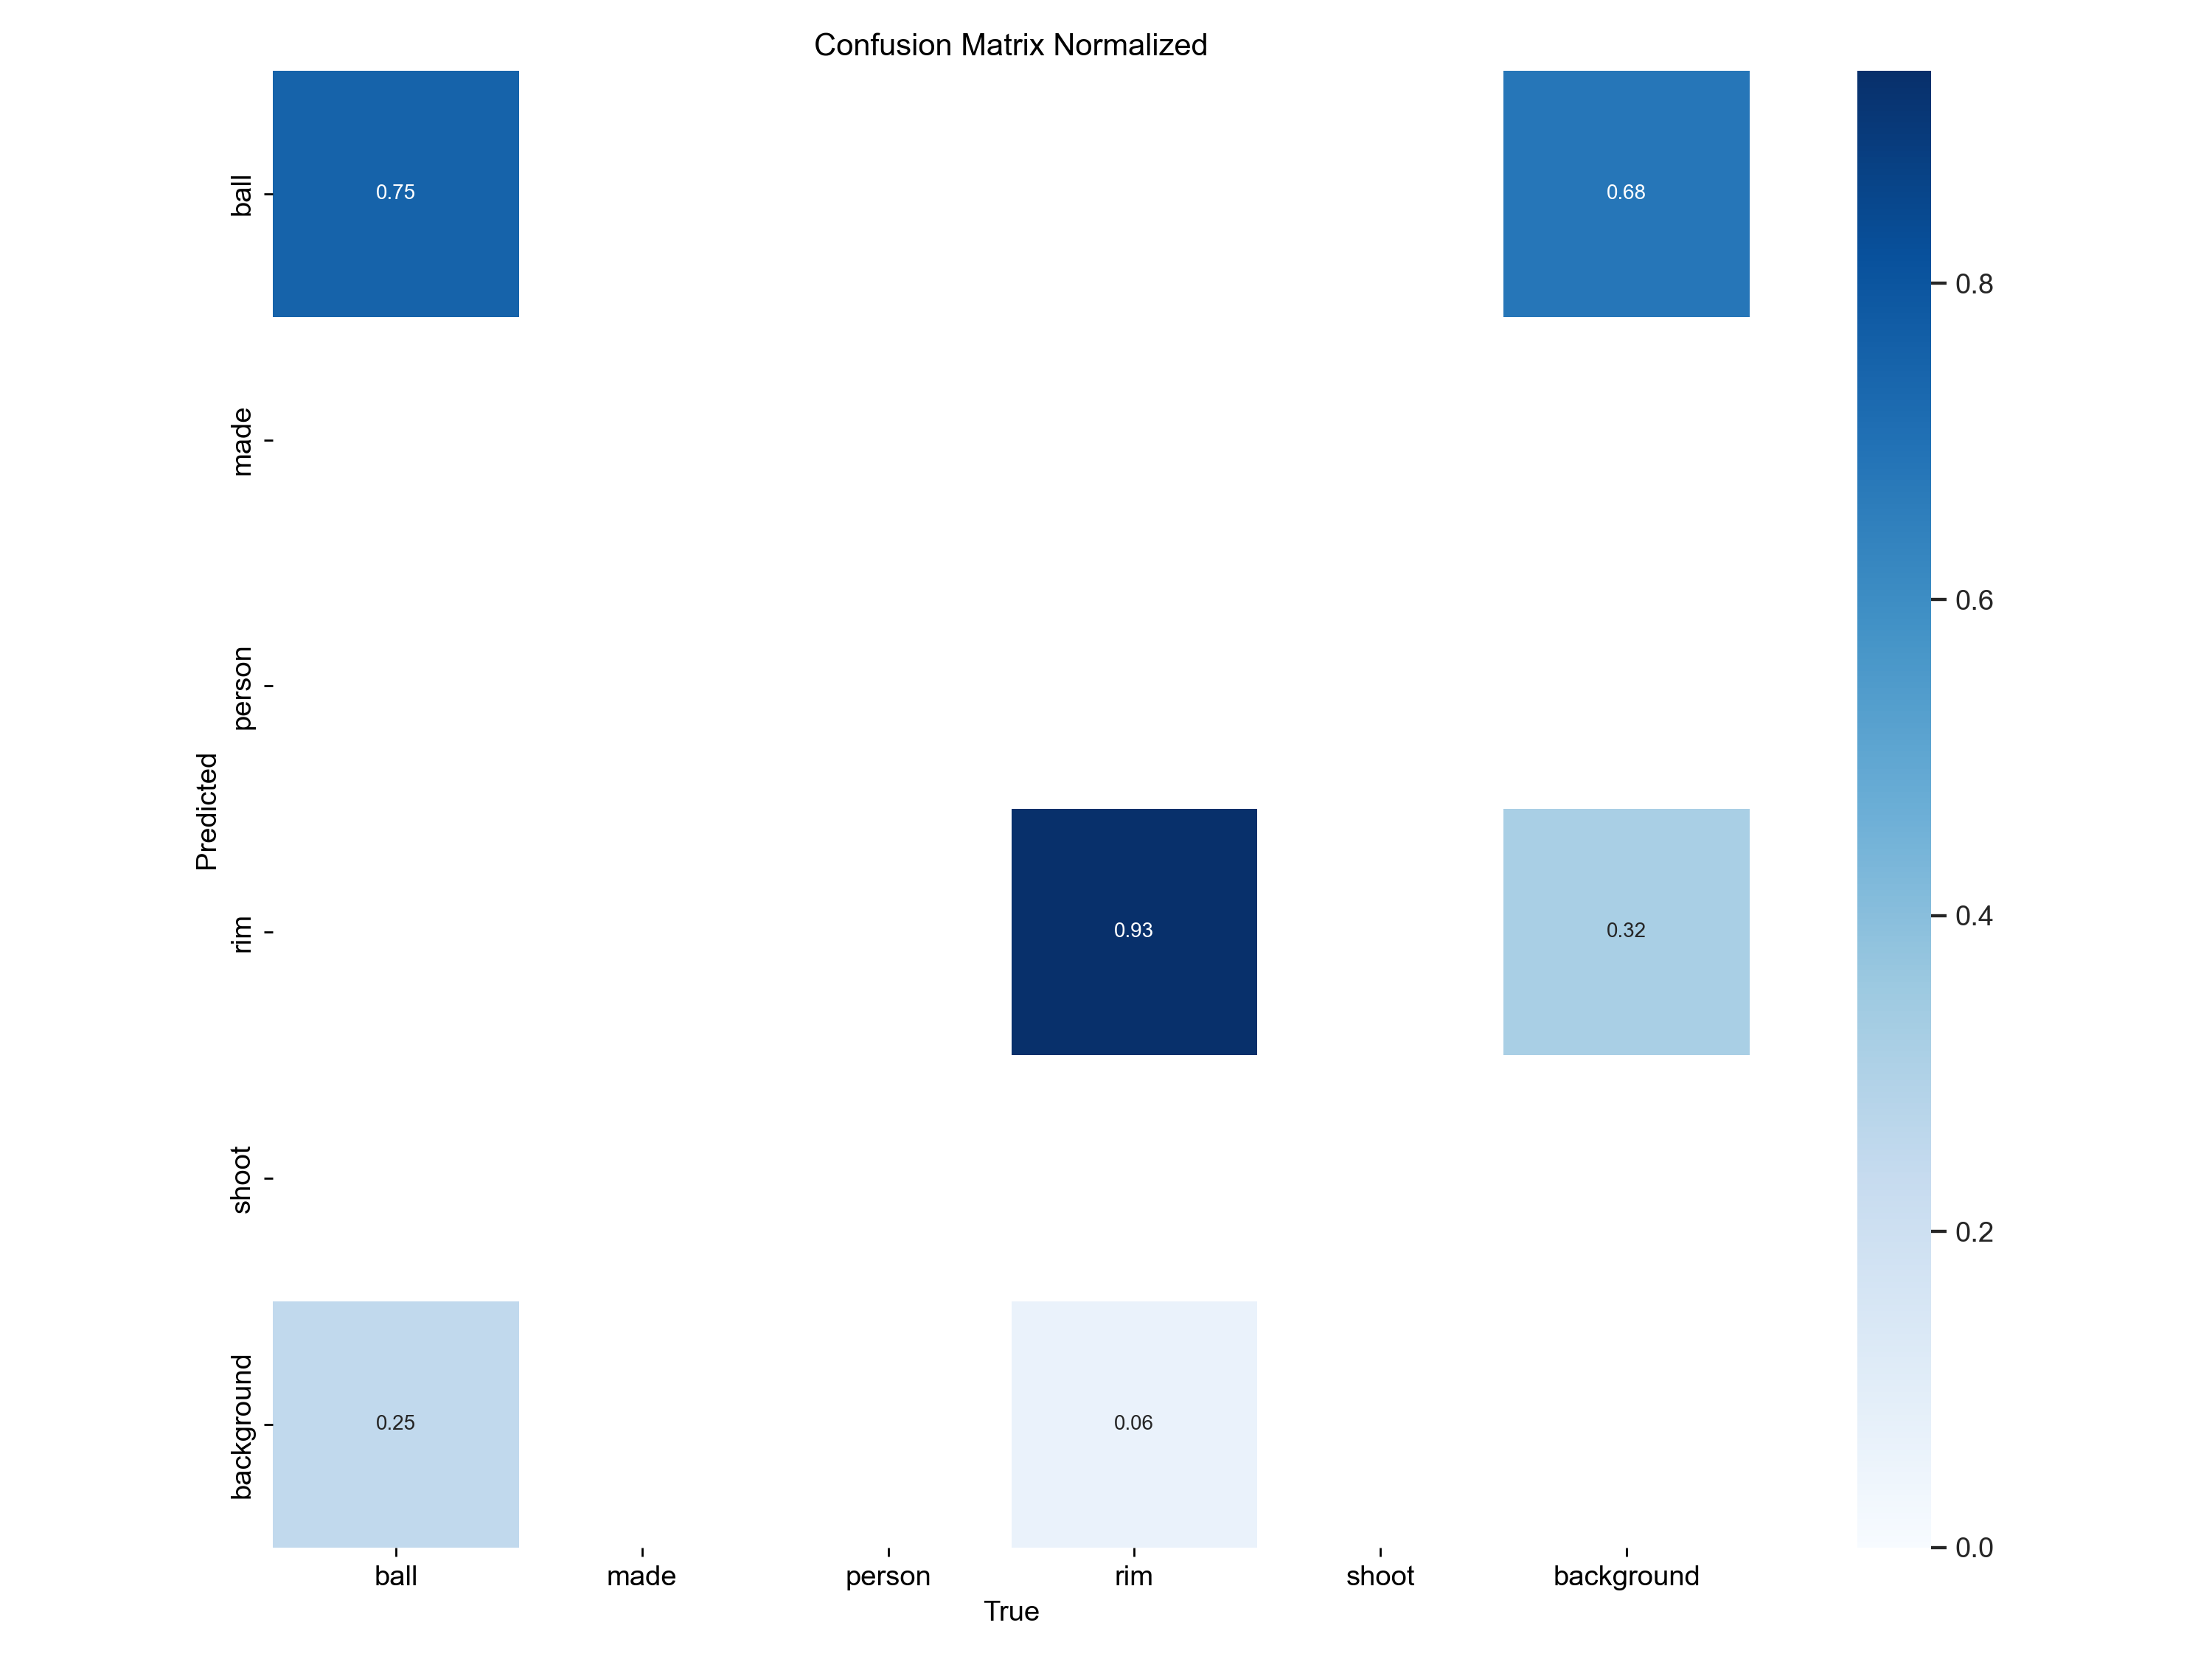 Confusion Matrix Normalized
ball
made
person
rim
shoot
background
Predicted
0.75
0.68
0.93
0.32
0.25
0.06
0.8
0.6
0.4
0.2
0.0
ball
made
person
rim
shoot
background
True